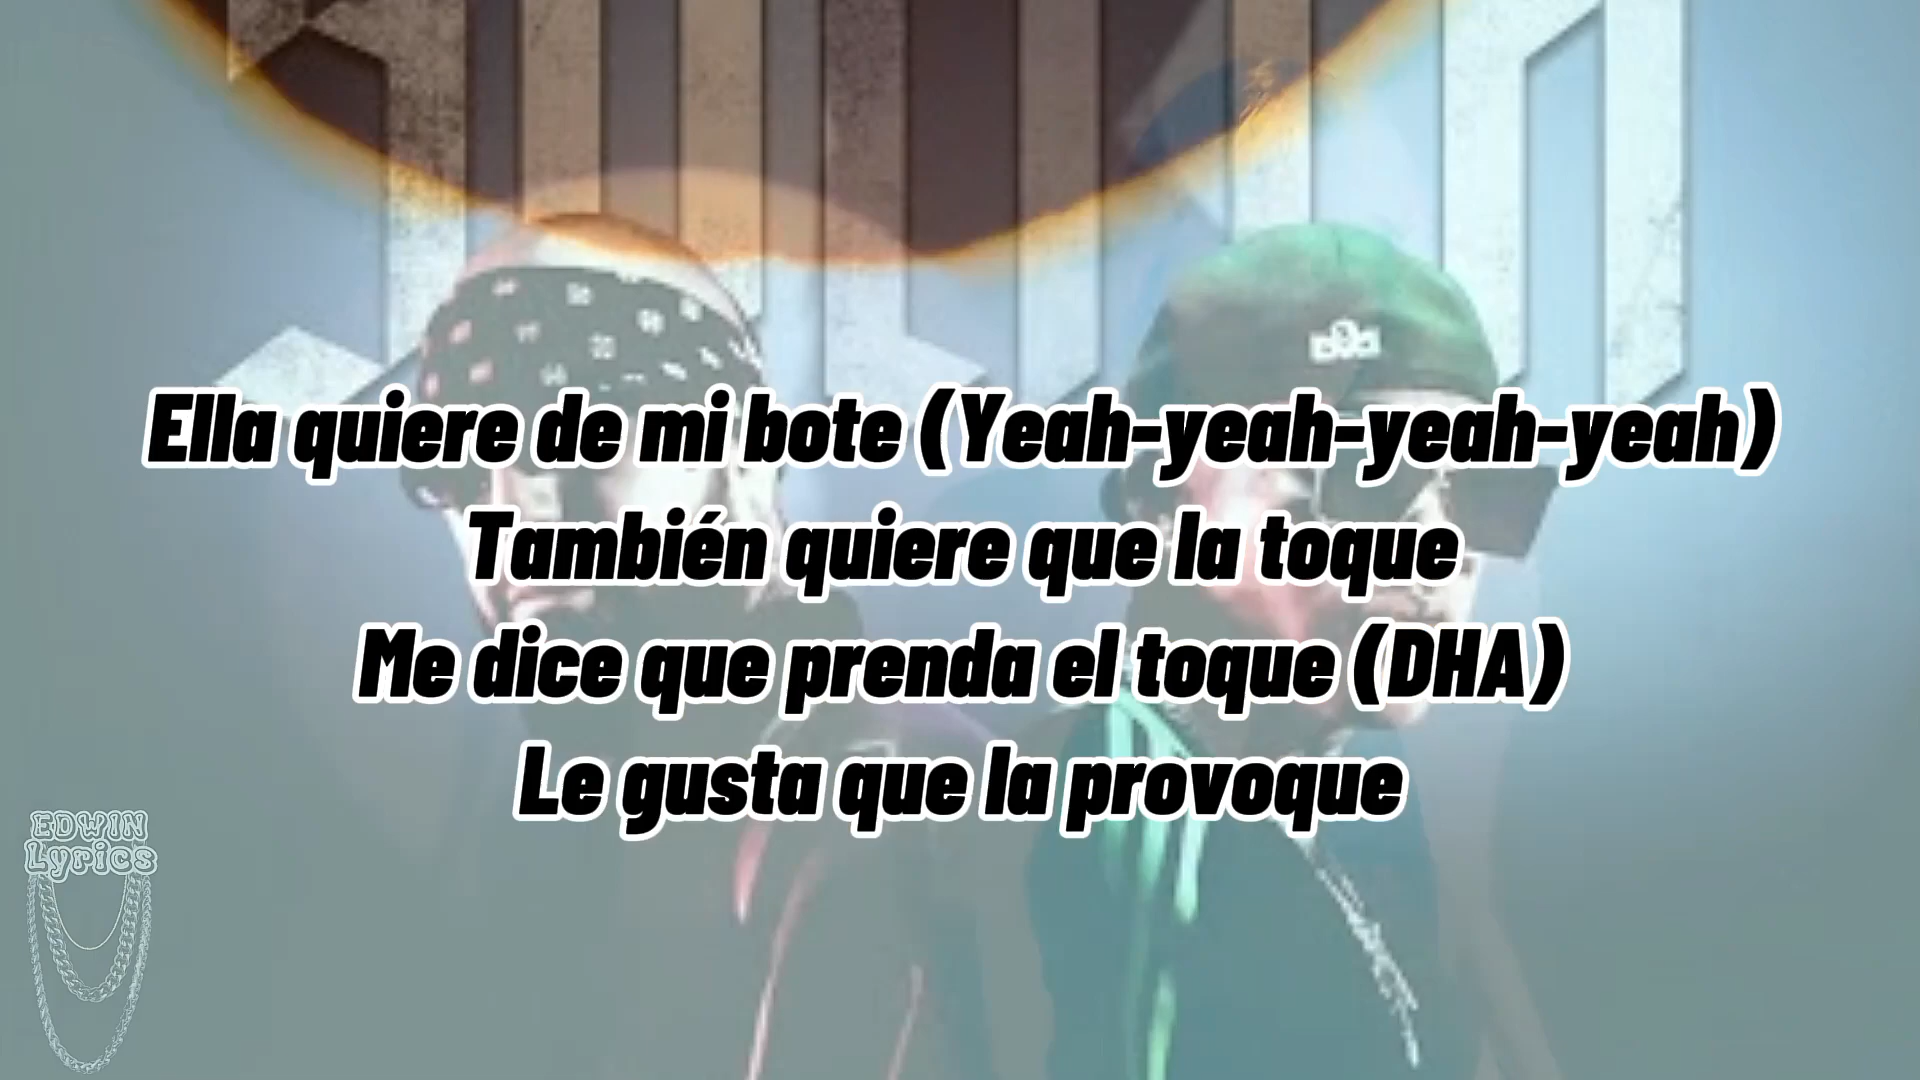 Ella quiere de mi bote (Yeah-yeah-yeah-yeah)
También quiere que la toque
Me dice que prenda el toque (DHA)
Le gusta que la provoque
EDWIN
Lyrics